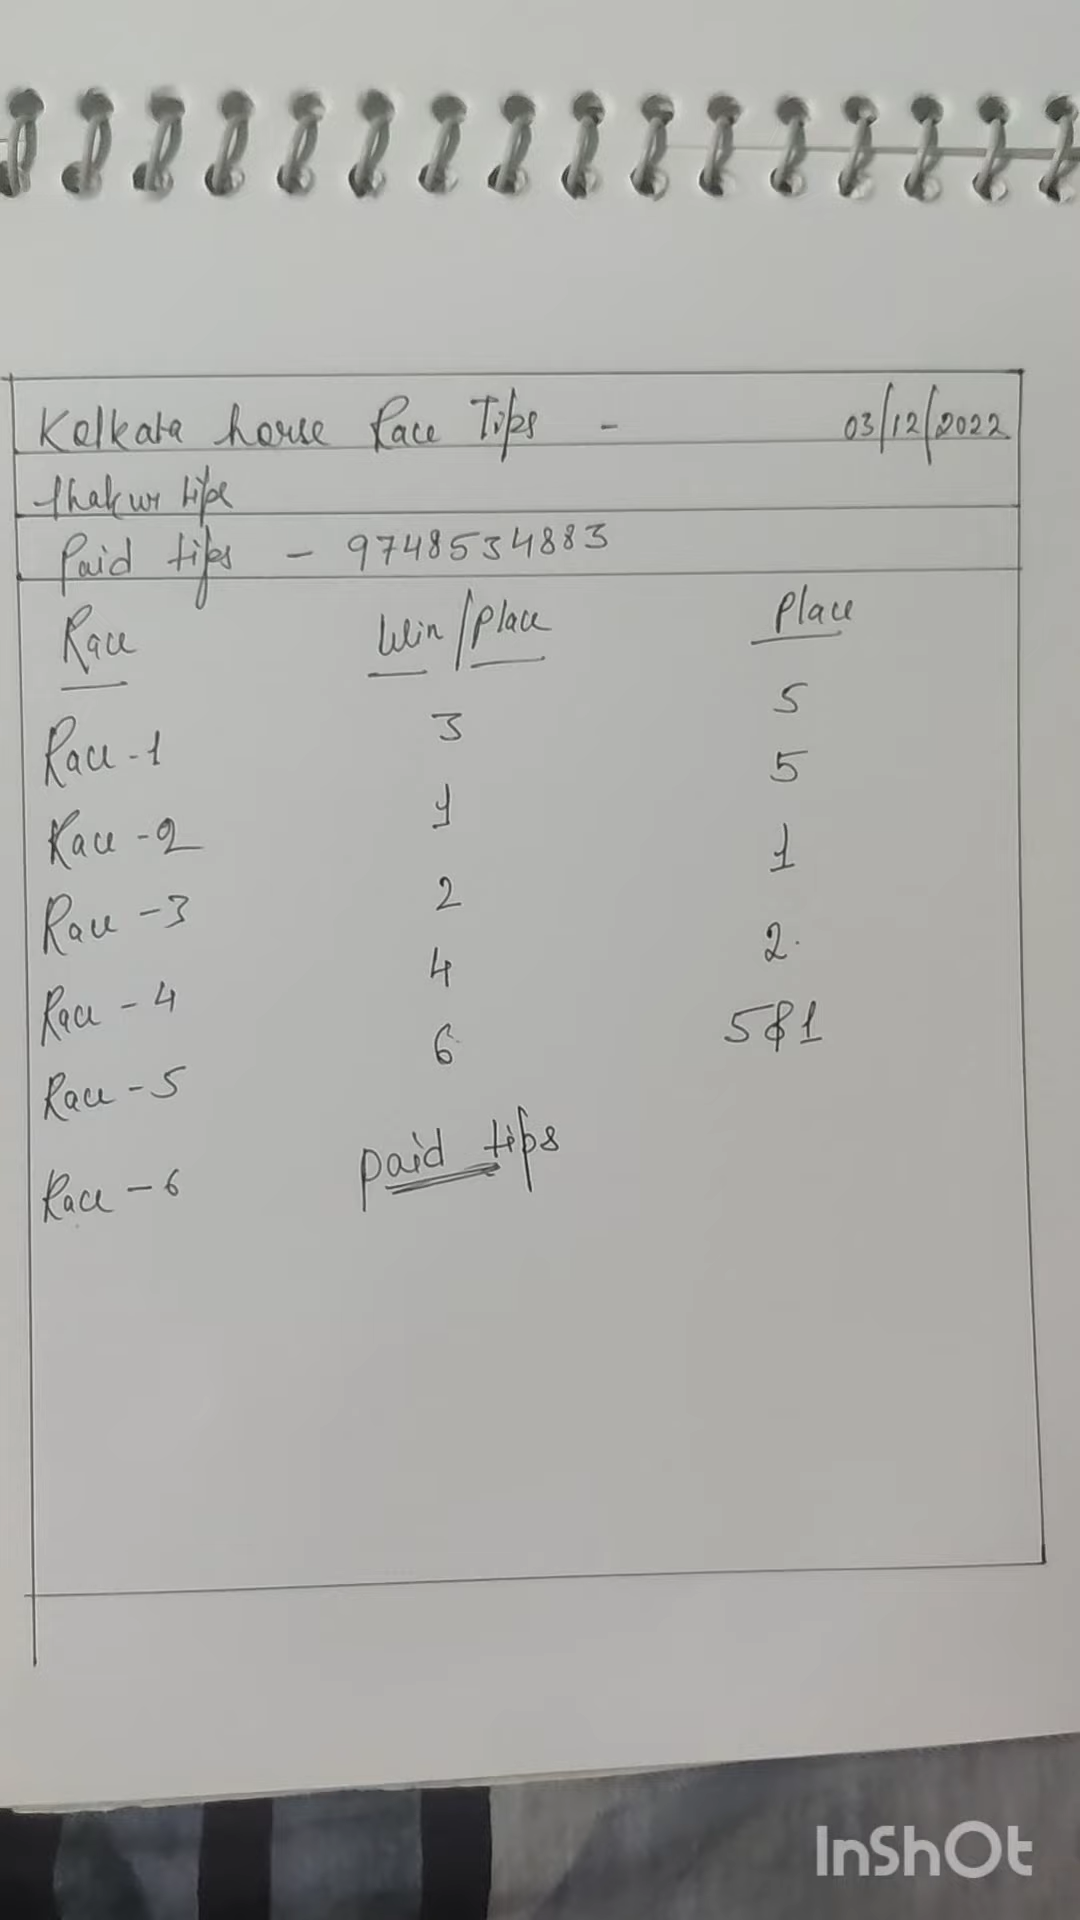 Kolkata horse Race Tips - 03/12/2022
thakur tips
Paid tips - 9748534883
Race Win/Place Place
Race-1 3 5
Race-2 1 5
Race-3 2 1
Race-4 4 2.
Race-5 6 5&1
Race-6 paid tips
InShOt